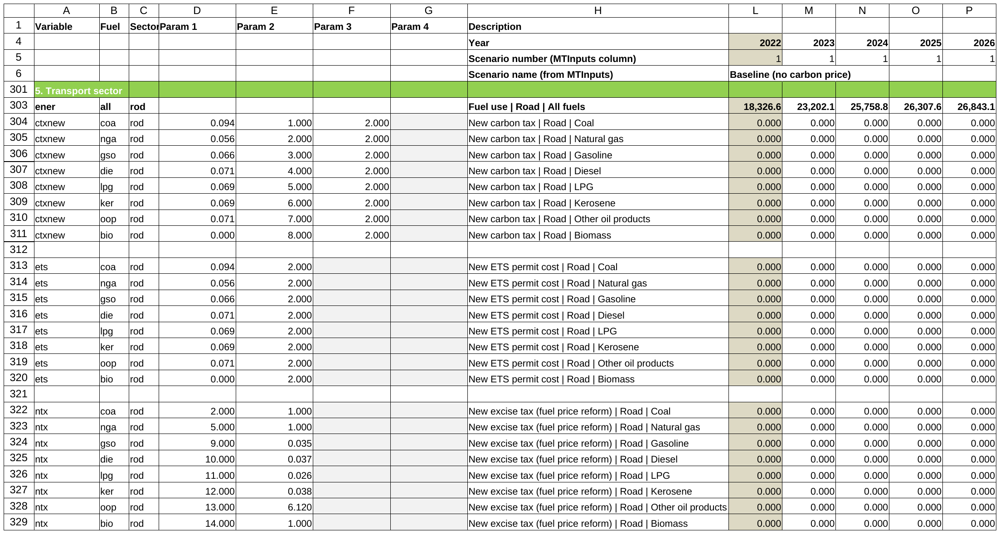 A B C D E F G H L M N O P
1 Variable Fuel Sector Param 1 Param 2 Param 3 Param 4 Description
4 Year 2022 2023 2024 2025 2026
5 Scenario number (MTInputs column) 1 1 1 1 1
6 Scenario name (from MTInputs) Baseline (no carbon price)
301 5. Transport sector
303 ener all rod Fuel use | Road | All fuels 18,326.6 23,202.1 25,758.8 26,307.6 26,843.1
304 ctxnew coa rod 0.094 1.000 2.000 New carbon tax | Road | Coal 0.000 0.000 0.000 0.000 0.000
305 ctxnew nga rod 0.056 2.000 2.000 New carbon tax | Road | Natural gas 0.000 0.000 0.000 0.000 0.000
306 ctxnew gso rod 0.066 3.000 2.000 New carbon tax | Road | Gasoline 0.000 0.000 0.000 0.000 0.000
307 ctxnew die rod 0.071 4.000 2.000 New carbon tax | Road | Diesel 0.000 0.000 0.000 0.000 0.000
308 ctxnew lpg rod 0.069 5.000 2.000 New carbon tax | Road | LPG 0.000 0.000 0.000 0.000 0.000
309 ctxnew ker rod 0.069 6.000 2.000 New carbon tax | Road | Kerosene 0.000 0.000 0.000 0.000 0.000
310 ctxnew oop rod 0.071 7.000 2.000 New carbon tax | Road | Other oil products 0.000 0.000 0.000 0.000 0.000
311 ctxnew bio rod 0.000 8.000 2.000 New carbon tax | Road | Biomass 0.000 0.000 0.000 0.000 0.000
312
313 ets coa rod 0.094 2.000 New ETS permit cost | Road | Coal 0.000 0.000 0.000 0.000 0.000
314 ets nga rod 0.056 2.000 New ETS permit cost | Road | Natural gas 0.000 0.000 0.000 0.000 0.000
315 ets gso rod 0.066 2.000 New ETS permit cost | Road | Gasoline 0.000 0.000 0.000 0.000 0.000
316 ets die rod 0.071 2.000 New ETS permit cost | Road | Diesel 0.000 0.000 0.000 0.000 0.000
317 ets lpg rod 0.069 2.000 New ETS permit cost | Road | LPG 0.000 0.000 0.000 0.000 0.000
318 ets ker rod 0.069 2.000 New ETS permit cost | Road | Kerosene 0.000 0.000 0.000 0.000 0.000
319 ets oop rod 0.071 2.000 New ETS permit cost | Road | Other oil products 0.000 0.000 0.000 0.000 0.000
320 ets bio rod 0.000 2.000 New ETS permit cost | Road | Biomass 0.000 0.000 0.000 0.000 0.000
321
322 ntx coa rod 2.000 1.000 New excise tax (fuel price reform) | Road | Coal 0.000 0.000 0.000 0.000 0.000
323 ntx nga rod 5.000 1.000 New excise tax (fuel price reform) | Road | Natural gas 0.000 0.000 0.000 0.000 0.000
324 ntx gso rod 9.000 0.035 New excise tax (fuel price reform) | Road | Gasoline 0.000 0.000 0.000 0.000 0.000
325 ntx die rod 10.000 0.037 New excise tax (fuel price reform) | Road | Diesel 0.000 0.000 0.000 0.000 0.000
326 ntx lpg rod 11.000 0.026 New excise tax (fuel price reform) | Road | LPG 0.000 0.000 0.000 0.000 0.000
327 ntx ker rod 12.000 0.038 New excise tax (fuel price reform) | Road | Kerosene 0.000 0.000 0.000 0.000 0.000
328 ntx oop rod 13.000 6.120 New excise tax (fuel price reform) | Road | Other oil products 0.000 0.000 0.000 0.000 0.000
329 ntx bio rod 14.000 1.000 New excise tax (fuel price reform) | Road | Biomass 0.000 0.000 0.000 0.000 0.000